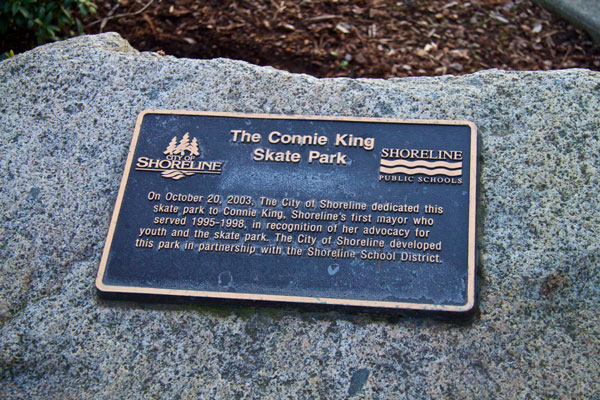 The Connie King
Skate Park
CITY OF
SHORELINE
SHORELINE
PUBLIC SCHOOLS
On October 20, 2003, The City of Shoreline dedicated this
skate park to Connie King, Shoreline's first mayor who
served 1995-1998, in recognition of her advocacy for
youth and the skate park. The City of Shoreline developed
this park in partnership with the Shoreline School District.